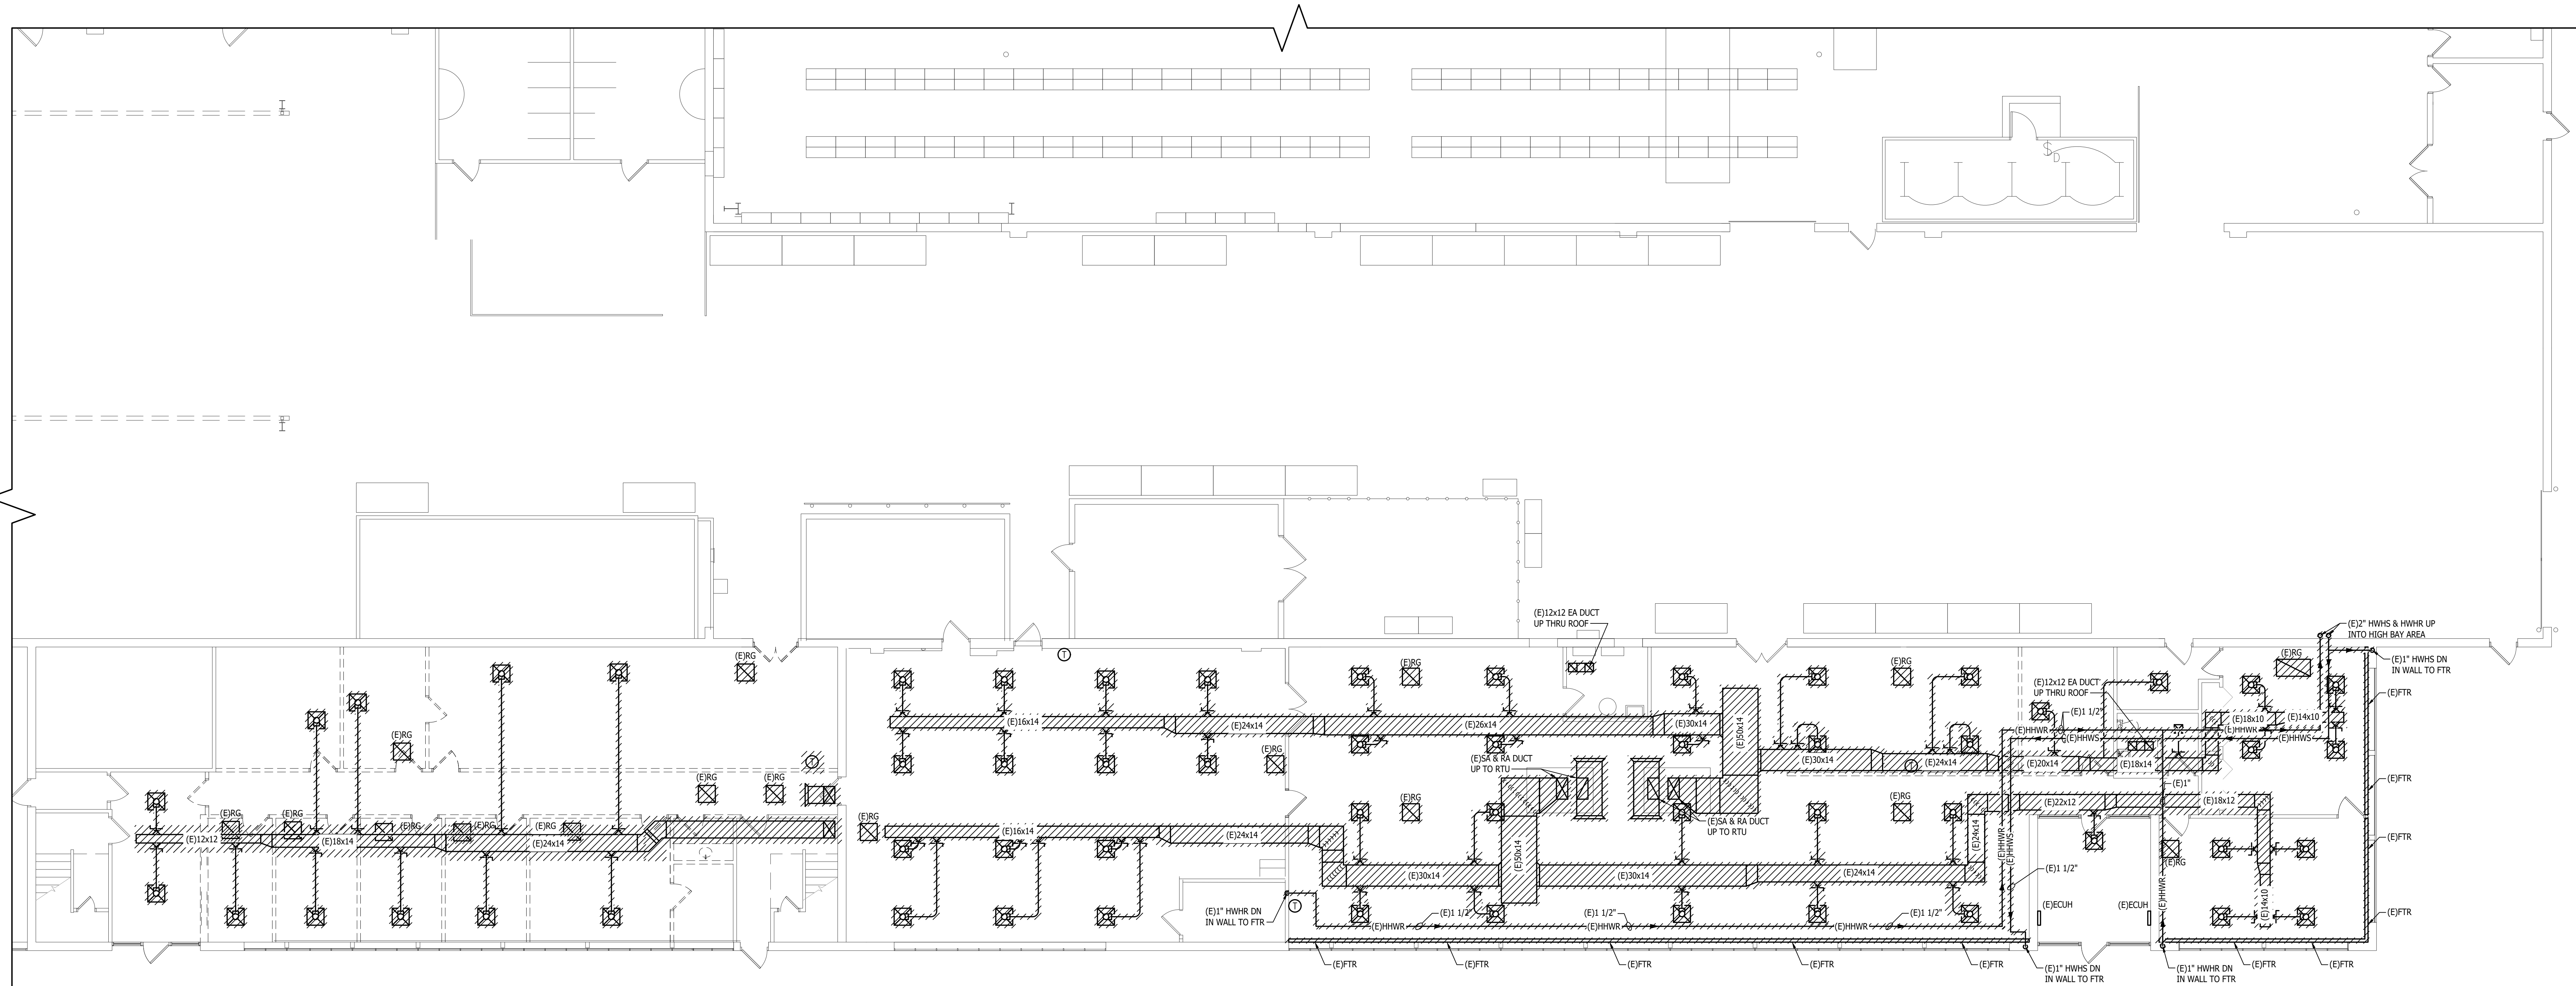 S
D
(E)12x12 EA DUCT
UP THRU ROOF
(E)2" HWHS & HWHR UP
INTO HIGH BAY AREA
(E)RG
(E)RG
(E)RG
(E)RG
T
(E)1" HWHS DN
IN WALL TO FTR
(E)12x12 EA DUCT
UP THRU ROOF
(E)FTR
(E)1 1/2"
(E)18x10
(E)14x10
(E)16x14
(E)24x14
(E)26x14
(E)30x14
(E)50x14
(E)HHWR
(E)HHWR
(E)HHWS
(E)HHWS
(E)RG
(E)RG
T
(E)SA & RA DUCT
UP TO RTU
(E)30x14
(E)24x14
T
(E)20x14
(E)18x14
(E)RG
(E)RG
(E)FTR
(E)1"
(E)RG
(E)RG
(E)22x12
(E)18x12
(E)RG
(E)RG
(E)RG
(E)RG
(E)RG
(E)RG
(E)SA & RA DUCT
UP TO RTU
(E)12x12
(E)18x14
(E)24x14
(E)16x14
(E)24x14
(E)24x14
(E)HHWR
(E)HHWS
(E)FTR
(E)50x14
(E)RG
(E)30x14
(E)30x14
(E)24x14
(E)1 1/2"
(E)HHWR
(E)14x10
(E)ECUH
(E)ECUH
T
(E)1" HWHR DN
IN WALL TO FTR
(E)1 1/2"
(E)1 1/2"
(E)1 1/2"
(E)FTR
(E)HHWR
(E)HHWR
(E)HHWR
(E)FTR
(E)FTR
(E)FTR
(E)FTR
(E)FTR
(E)1" HWHS DN
IN WALL TO FTR
(E)1" HWHR DN
IN WALL TO FTR
(E)FTR
(E)FTR